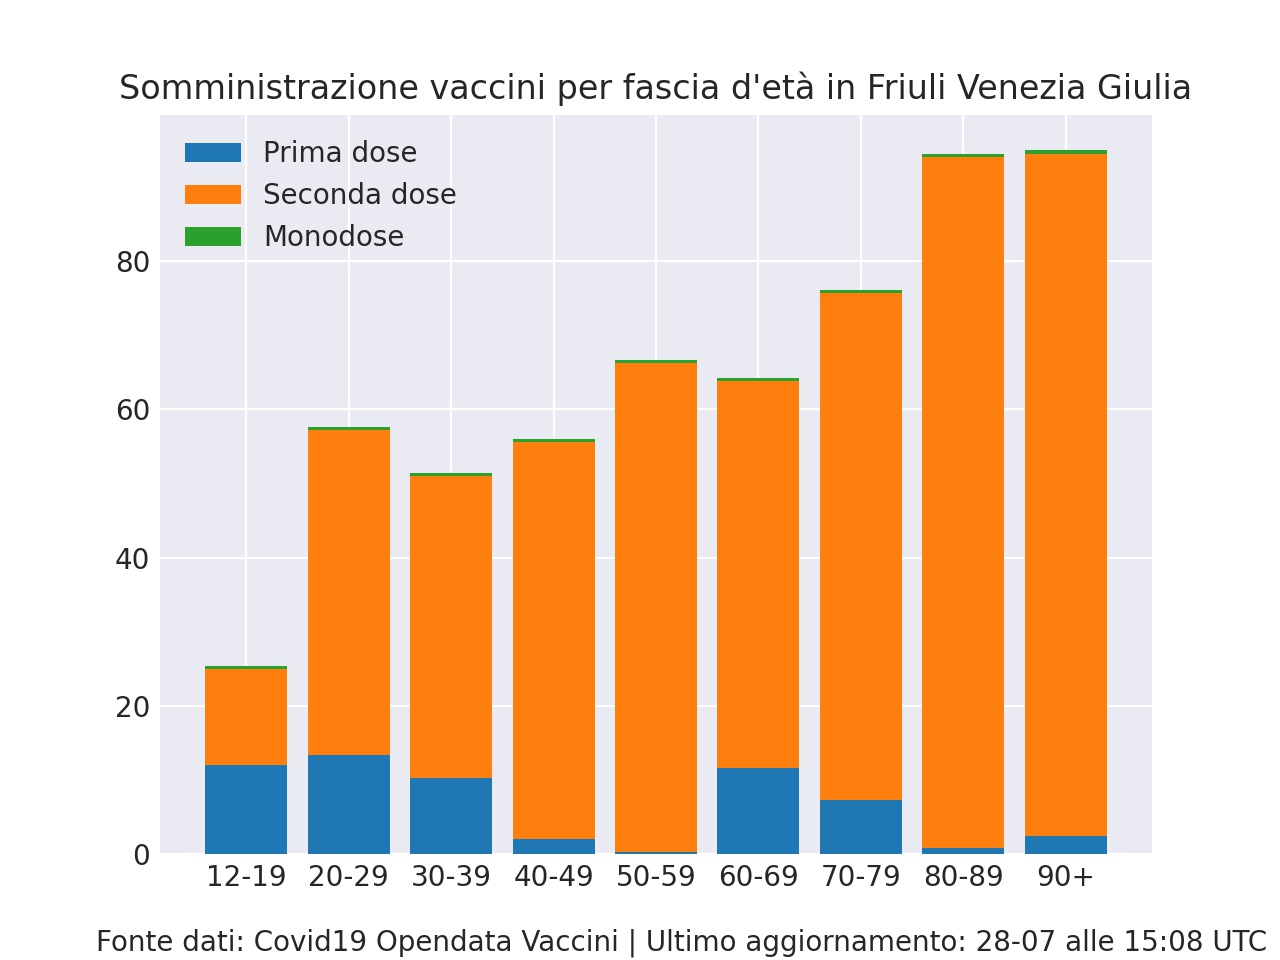 Somministrazione vaccini per fascia d'età in Friuli Venezia Giulia
Prima dose
Seconda dose
Monodose
80
60
40
20
0
12-19 20-29 30-39 40-49 50-59 60-69 70-79 80-89 90+
Fonte dati: Covid19 Opendata Vaccini | Ultimo aggiornamento: 28-07 alle 15:08 UTC